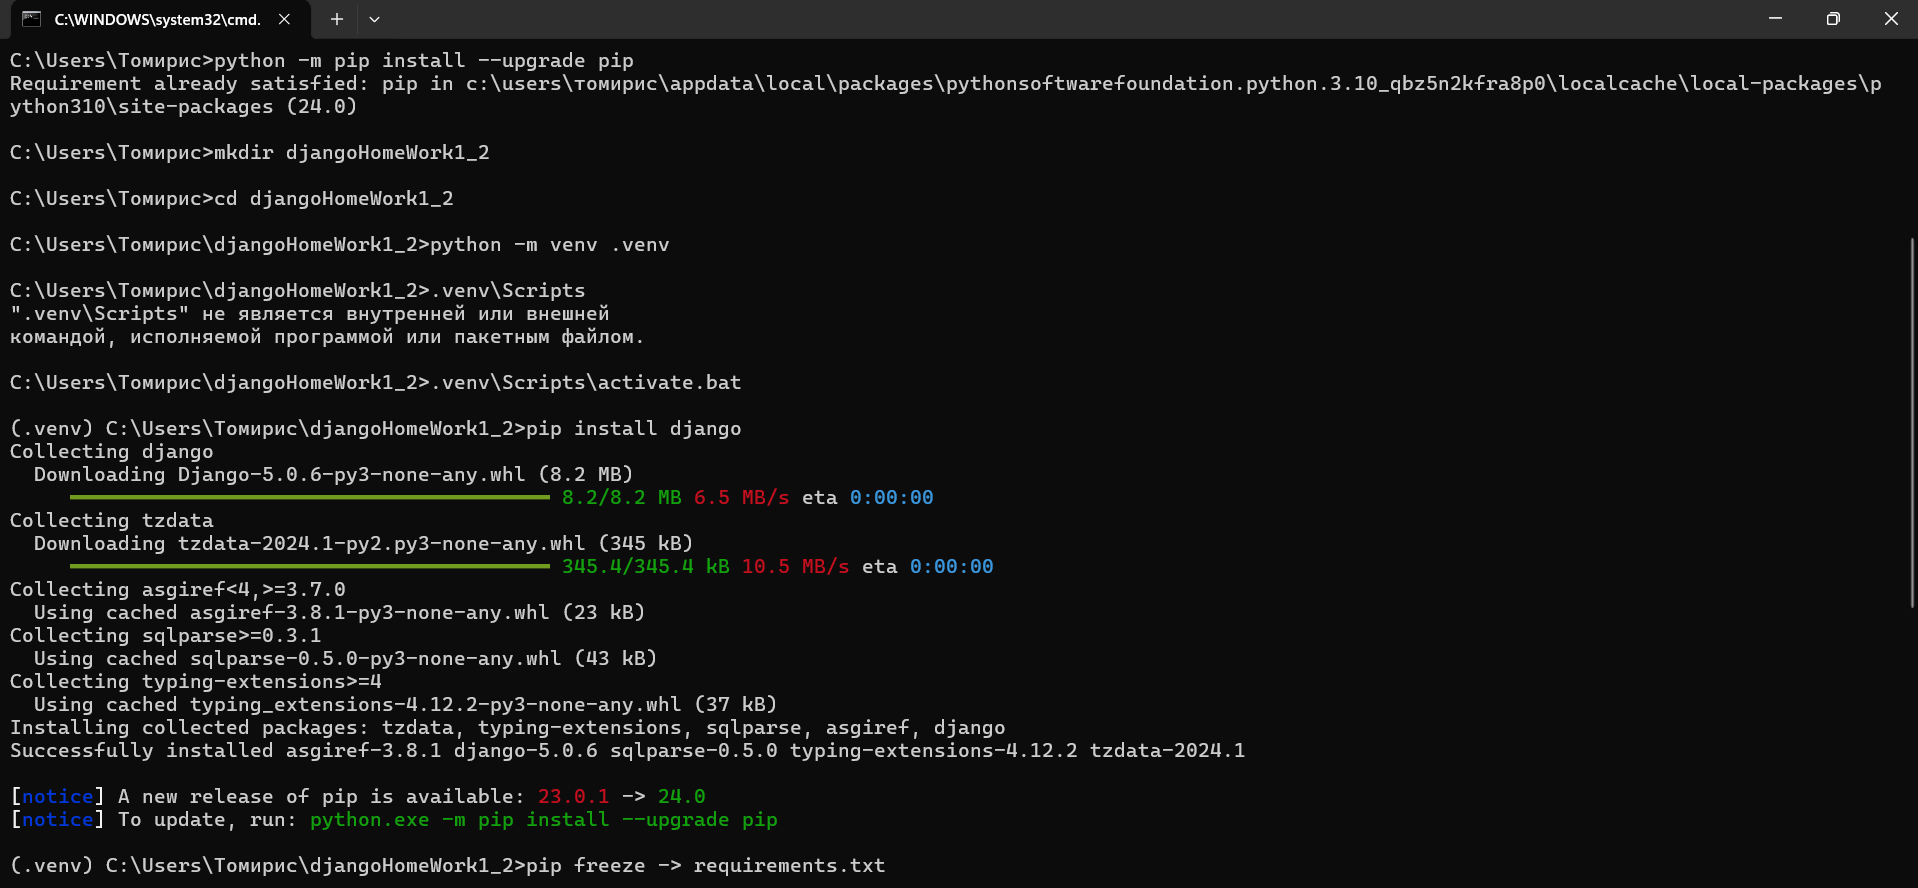 C:\WINDOWS\system32\cmd.
C:\Users\Томирис>python -m pip install --upgrade pip
Requirement already satisfied: pip in c:\users\томирис\appdata\local\packages\pythonsoftwarefoundation.python.3.10_qbz5n2kfra8p0\localcache\local-packages\p
ython310\site-packages (24.0)
C:\Users\Томирис>mkdir djangoHomeWork1_2
C:\Users\Томирис>cd djangoHomeWork1_2
C:\Users\Томирис\djangoHomeWork1_2>python -m venv .venv
C:\Users\Томирис\djangoHomeWork1_2>.venv\Scripts
".venv\Scripts" не является внутренней или внешней
командой, исполняемой программой или пакетным файлом.
C:\Users\Томирис\djangoHomeWork1_2>.venv\Scripts\activate.bat
(.venv) C:\Users\Томирис\djangoHomeWork1_2>pip install django
Collecting django
  Downloading Django-5.0.6-py3-none-any.whl (8.2 MB)
8.2/8.2 MB 6.5 MB/s eta 0:00:00
Collecting tzdata
  Downloading tzdata-2024.1-py2.py3-none-any.whl (345 kB)
345.4/345.4 kB 10.5 MB/s eta 0:00:00
Collecting asgiref<4,>=3.7.0
  Using cached asgiref-3.8.1-py3-none-any.whl (23 kB)
Collecting sqlparse>=0.3.1
  Using cached sqlparse-0.5.0-py3-none-any.whl (43 kB)
Collecting typing-extensions>=4
  Using cached typing_extensions-4.12.2-py3-none-any.whl (37 kB)
Installing collected packages: tzdata, typing-extensions, sqlparse, asgiref, django
Successfully installed asgiref-3.8.1 django-5.0.6 sqlparse-0.5.0 typing-extensions-4.12.2 tzdata-2024.1
[notice] A new release of pip is available: 23.0.1 -> 24.0
[notice] To update, run: python.exe -m pip install --upgrade pip
(.venv) C:\Users\Томирис\djangoHomeWork1_2>pip freeze -> requirements.txt